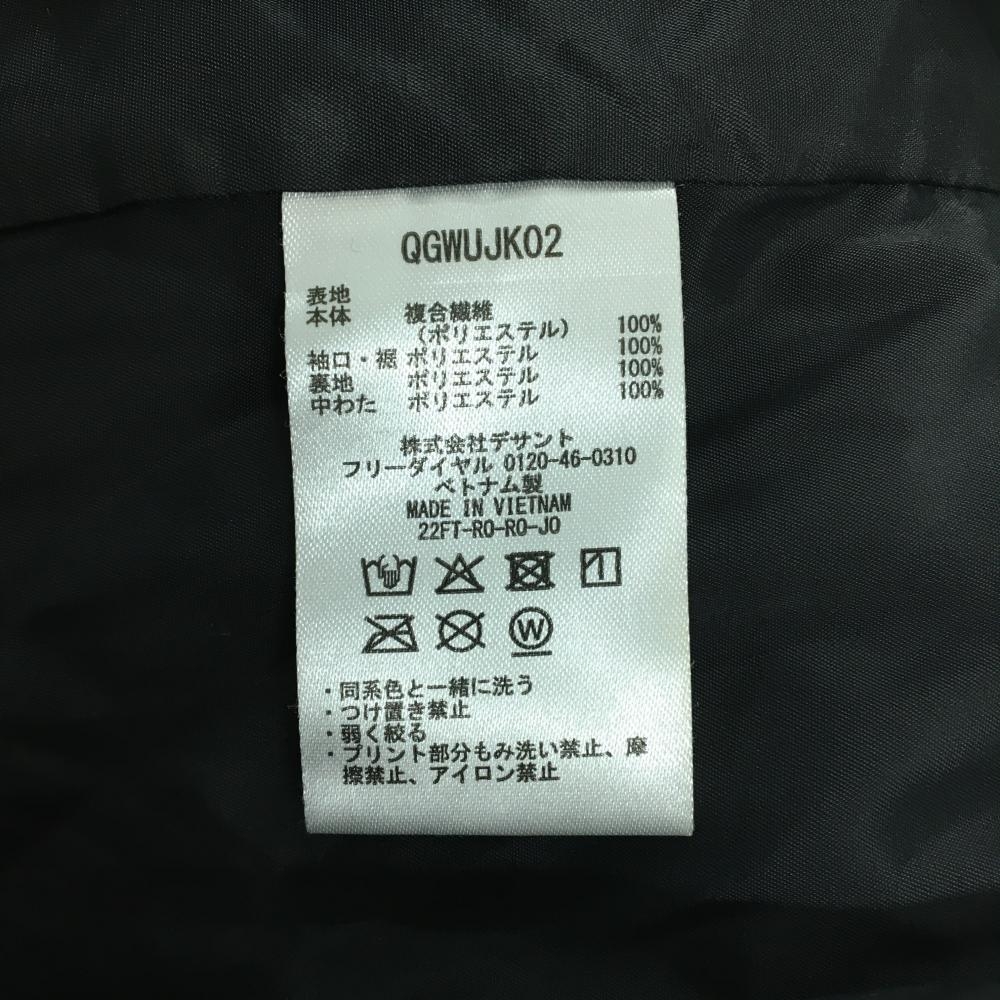 QGWUJK02
表地
本体 複合繊維
（ポリエステル） 100%
袖口・裾 ポリエステル 100%
裏地 ポリエステル 100%
中わた ポリエステル 100%
株式会社デサント
フリーダイヤル 0120-46-0310
ベトナム製
MADE IN VIETNAM
22FT-RO-RO-JO
W
・同系色と一緒に洗う
・つけ置き禁止
・弱く絞る
・プリント部分もみ洗い禁止、摩
擦禁止、アイロン禁止